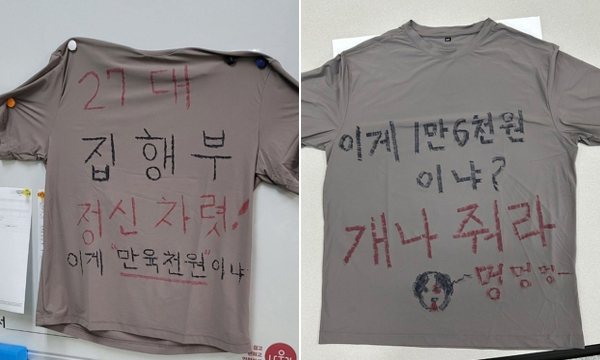 27대
집행부
정신차렷!
이게 "만육천원"이냐
이게 1만6천원
이냐?
개나 줘라
멍 멍 멍~